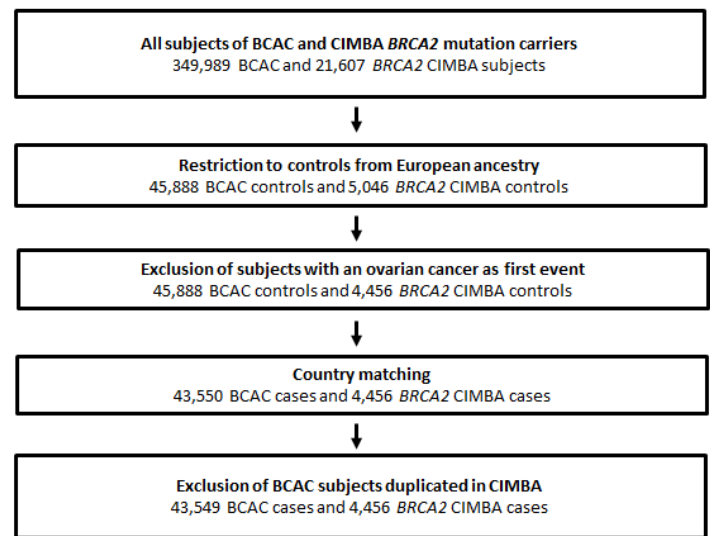 All subjects of BCAC and CIMBA BRCA2 mutation carriers
349,989 BCAC and 21,607 BRCA2 CIMBA subjects
Restriction to controls from European ancestry
45,888 BCAC controls and 5,046 BRCA2 CIMBA controls
Exclusion of subjects with an ovarian cancer as first event
45,888 BCAC controls and 4,456 BRCA2 CIMBA controls
Country matching
43,550 BCAC cases and 4,456 BRCA2 CIMBA cases
Exclusion of BCAC subjects duplicated in CIMBA
43,549 BCAC cases and 4,456 BRCA2 CIMBA cases